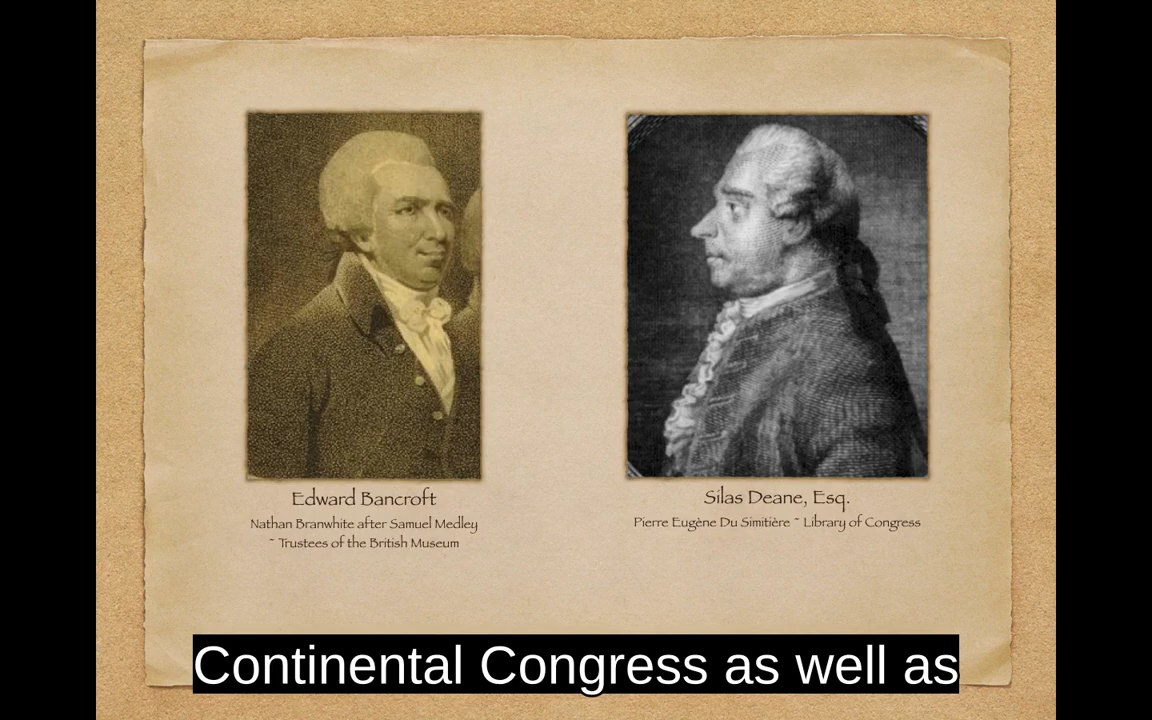 Edward Bancroft
Nathan Branwhite after Samuel Medley
~ Trustees of the British Museum
Silas Deane, Esq.
Pierre Eugène Du Simitière ~ Library of Congress
Continental Congress as well as